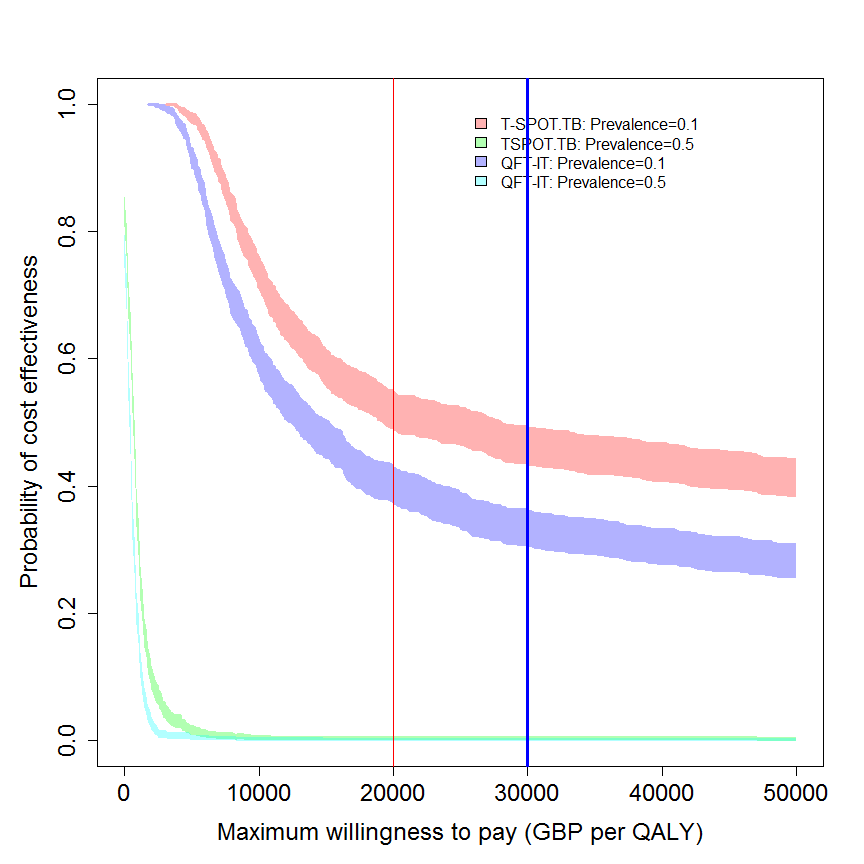 T-SPOT.TB: Prevalence=0.1
TSPOT.TB: Prevalence=0.5
QFT-IT: Prevalence=0.1
QFT-IT: Prevalence=0.5
Probability of cost effectiveness
1.0
0.8
0.6
0.4
0.2
0.0
0
10000
20000
30000
40000
50000
Maximum willingness to pay (GBP per QALY)